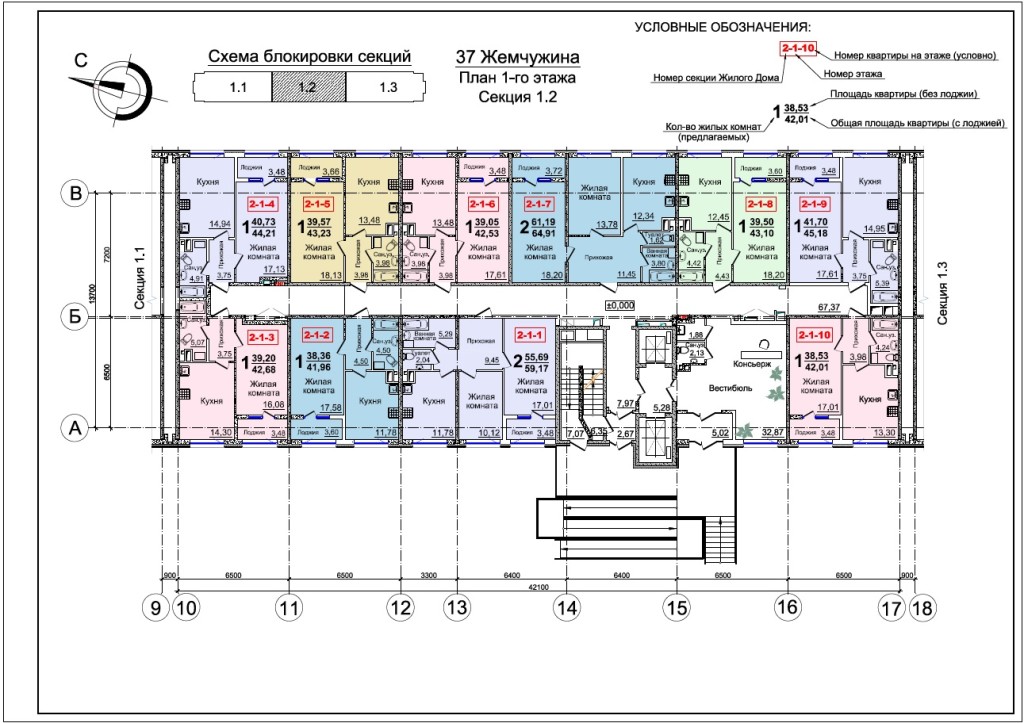 С
Схема блокировки секций
1.1
1.2
1.3
37 Жемчужина
План 1-го этажа
Секция 1.2
УСЛОВНЫЕ ОБОЗНАЧЕНИЯ:
2-1-10
Номер квартиры на этаже (условно)
Номер этажа
Номер секции Жилого Дома
1 38,53
42,01
Площадь квартиры (без лоджии)
Общая площадь квартиры (с лоджией)
Кол-во жилых комнат
(предлагаемых)
В
Б
А
7200
6500
13700
Секция 1.1
Секция 1.3
Кухня
14,94
Лоджия 3,48
2-1-4
1 40,73
44,21
Жилая
комната
17,13
Сан.уз.
4,91
Прихожая
3,75
Лоджия 3,66
2-1-5
1 39,57
43,23
Жилая
комната
18,13
Кухня
13,48
Прихожая
3,98
Сан.уз.
3,98
Кухня
13,48
Сан.уз.
3,98
Прихожая
3,98
Лоджия 3,48
2-1-6
1 39,05
42,53
Жилая
комната
17,61
Лоджия 3,72
2-1-7
2 61,19
64,91
Жилая
комната
18,20
Жилая
комната
13,78
Кухня
12,34
1,62
Ванная
комната
3,80
Прихожая
11,45
Кухня
12,45
Сан.уз.
4,42
Прихожая
4,43
Лоджия 3,60
2-1-8
1 39,50
43,10
Жилая
комната
18,20
Лоджия 3,48
2-1-9
1 41,70
45,18
Жилая
комната
17,61
Кухня
14,95
Прихожая
3,75
Сан.уз.
5,39
±0,000
67,37
5,07
Прихожая
3,75
Кухня
14,30
2-1-3
1 39,20
42,68
Жилая
комната
16,08
Лоджия 3,48
2-1-2
1 38,36
41,96
Жилая
комната
17,58
Лоджия 3,60
Прихожая
4,50
Сан.уз.
4,50
Кухня
11,78
Ванная
комната
5,29
туалет
2,04
Прихожая
9,45
Кухня
11,78
Жилая
комната
10,12
2-1-1
2 55,69
59,17
Жилая
комната
17,01
Лоджия 3,48
7,07
6,35
7,97
2,67
5,28
1,88
Сан.уз.
2,13
Консьерж
Вестибюль
5,02
32,87
2-1-10
1 38,53
42,01
Жилая
комната
17,01
Лоджия 3,48
Прихожая
3,98
Сан.уз.
4,24
Кухня
13,30
900
6500
6500
3300
6400
6400
6500
900
42100
9
10
11
12
13
14
15
16
17
18